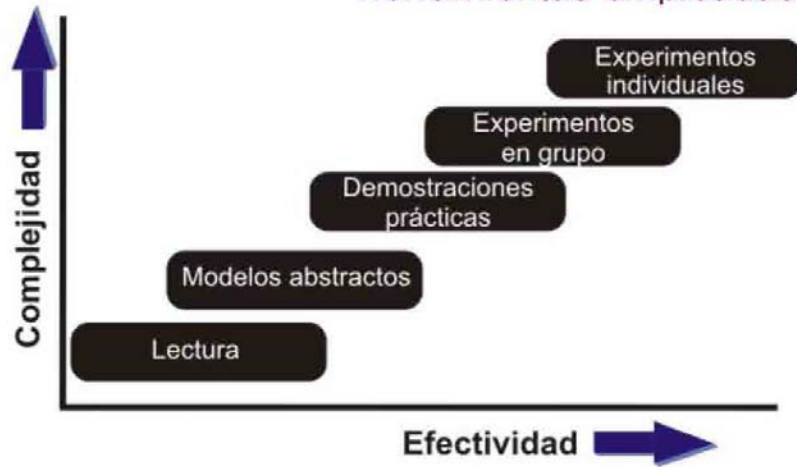 Experimentos
individuales
Experimentos
en grupo
Demostraciones
prácticas
Modelos abstractos
Lectura
Complejidad
Efectividad